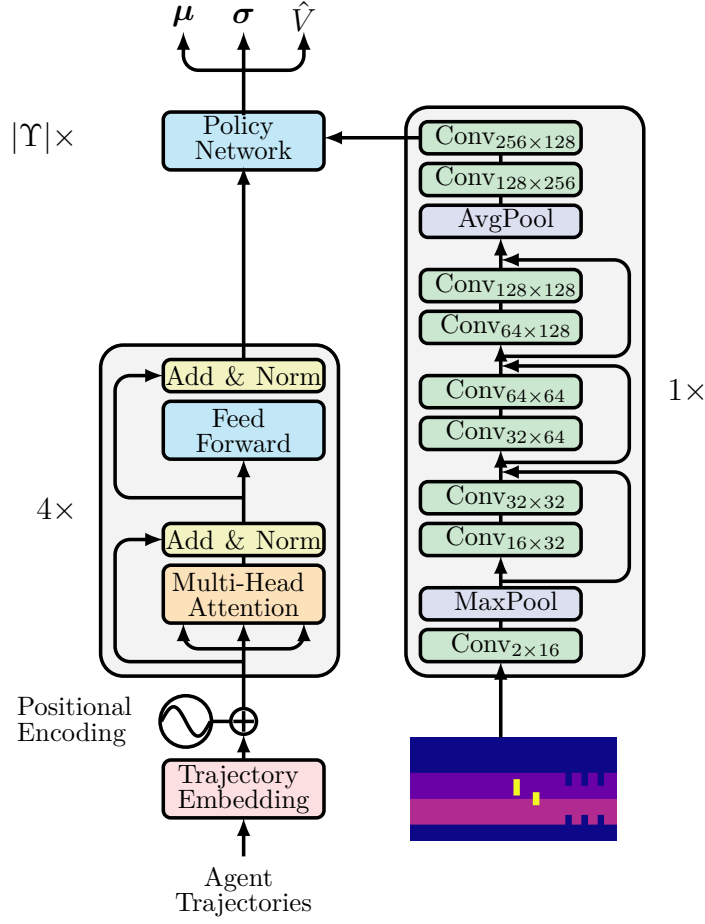 μ σ V̂
|Υ|×
Policy
Network
Add & Norm
Feed
Forward
4×
Add & Norm
Multi-Head
Attention
Positional
Encoding
Trajectory
Embedding
Agent
Trajectories
Conv256×128
Conv128×256
AvgPool
Conv128×128
Conv64×128
Conv64×64
Conv32×64
1×
Conv32×32
Conv16×32
MaxPool
Conv2×16